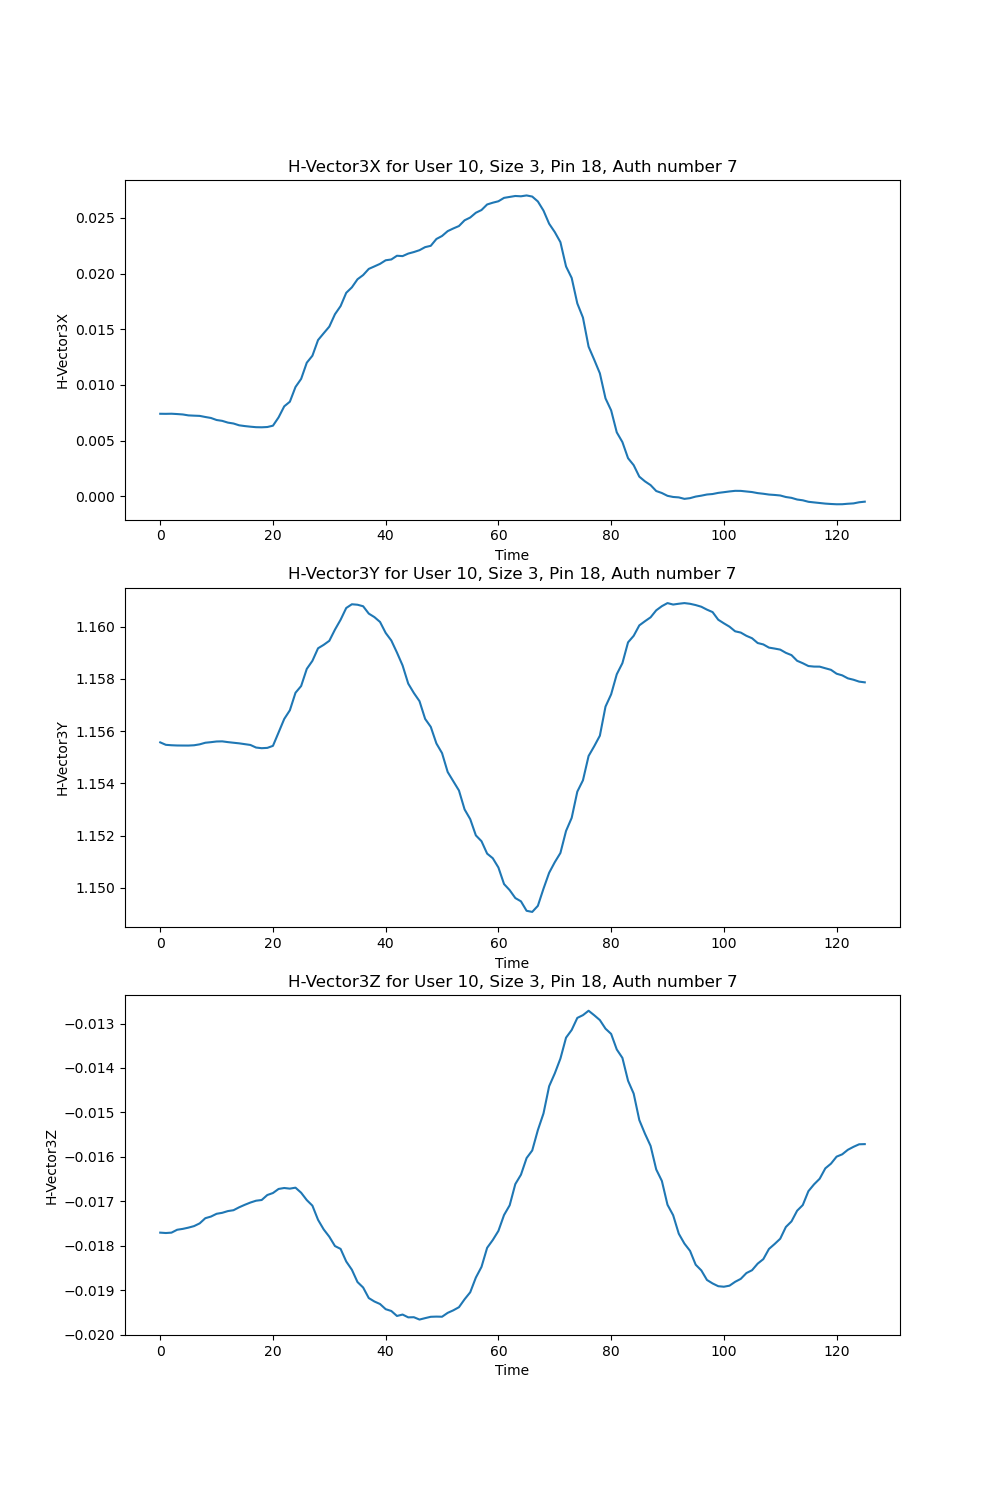 H-Vector3X for User 10, Size 3, Pin 18, Auth number 7
H-Vector3X
0.025
0.020
0.015
0.010
0.005
0.000
0 20 40 60 80 100 120
Time
H-Vector3Y for User 10, Size 3, Pin 18, Auth number 7
H-Vector3Y
1.160
1.158
1.156
1.154
1.152
1.150
0 20 40 60 80 100 120
Time
H-Vector3Z for User 10, Size 3, Pin 18, Auth number 7
H-Vector3Z
−0.013
−0.014
−0.015
−0.016
−0.017
−0.018
−0.019
−0.020
0 20 40 60 80 100 120
Time